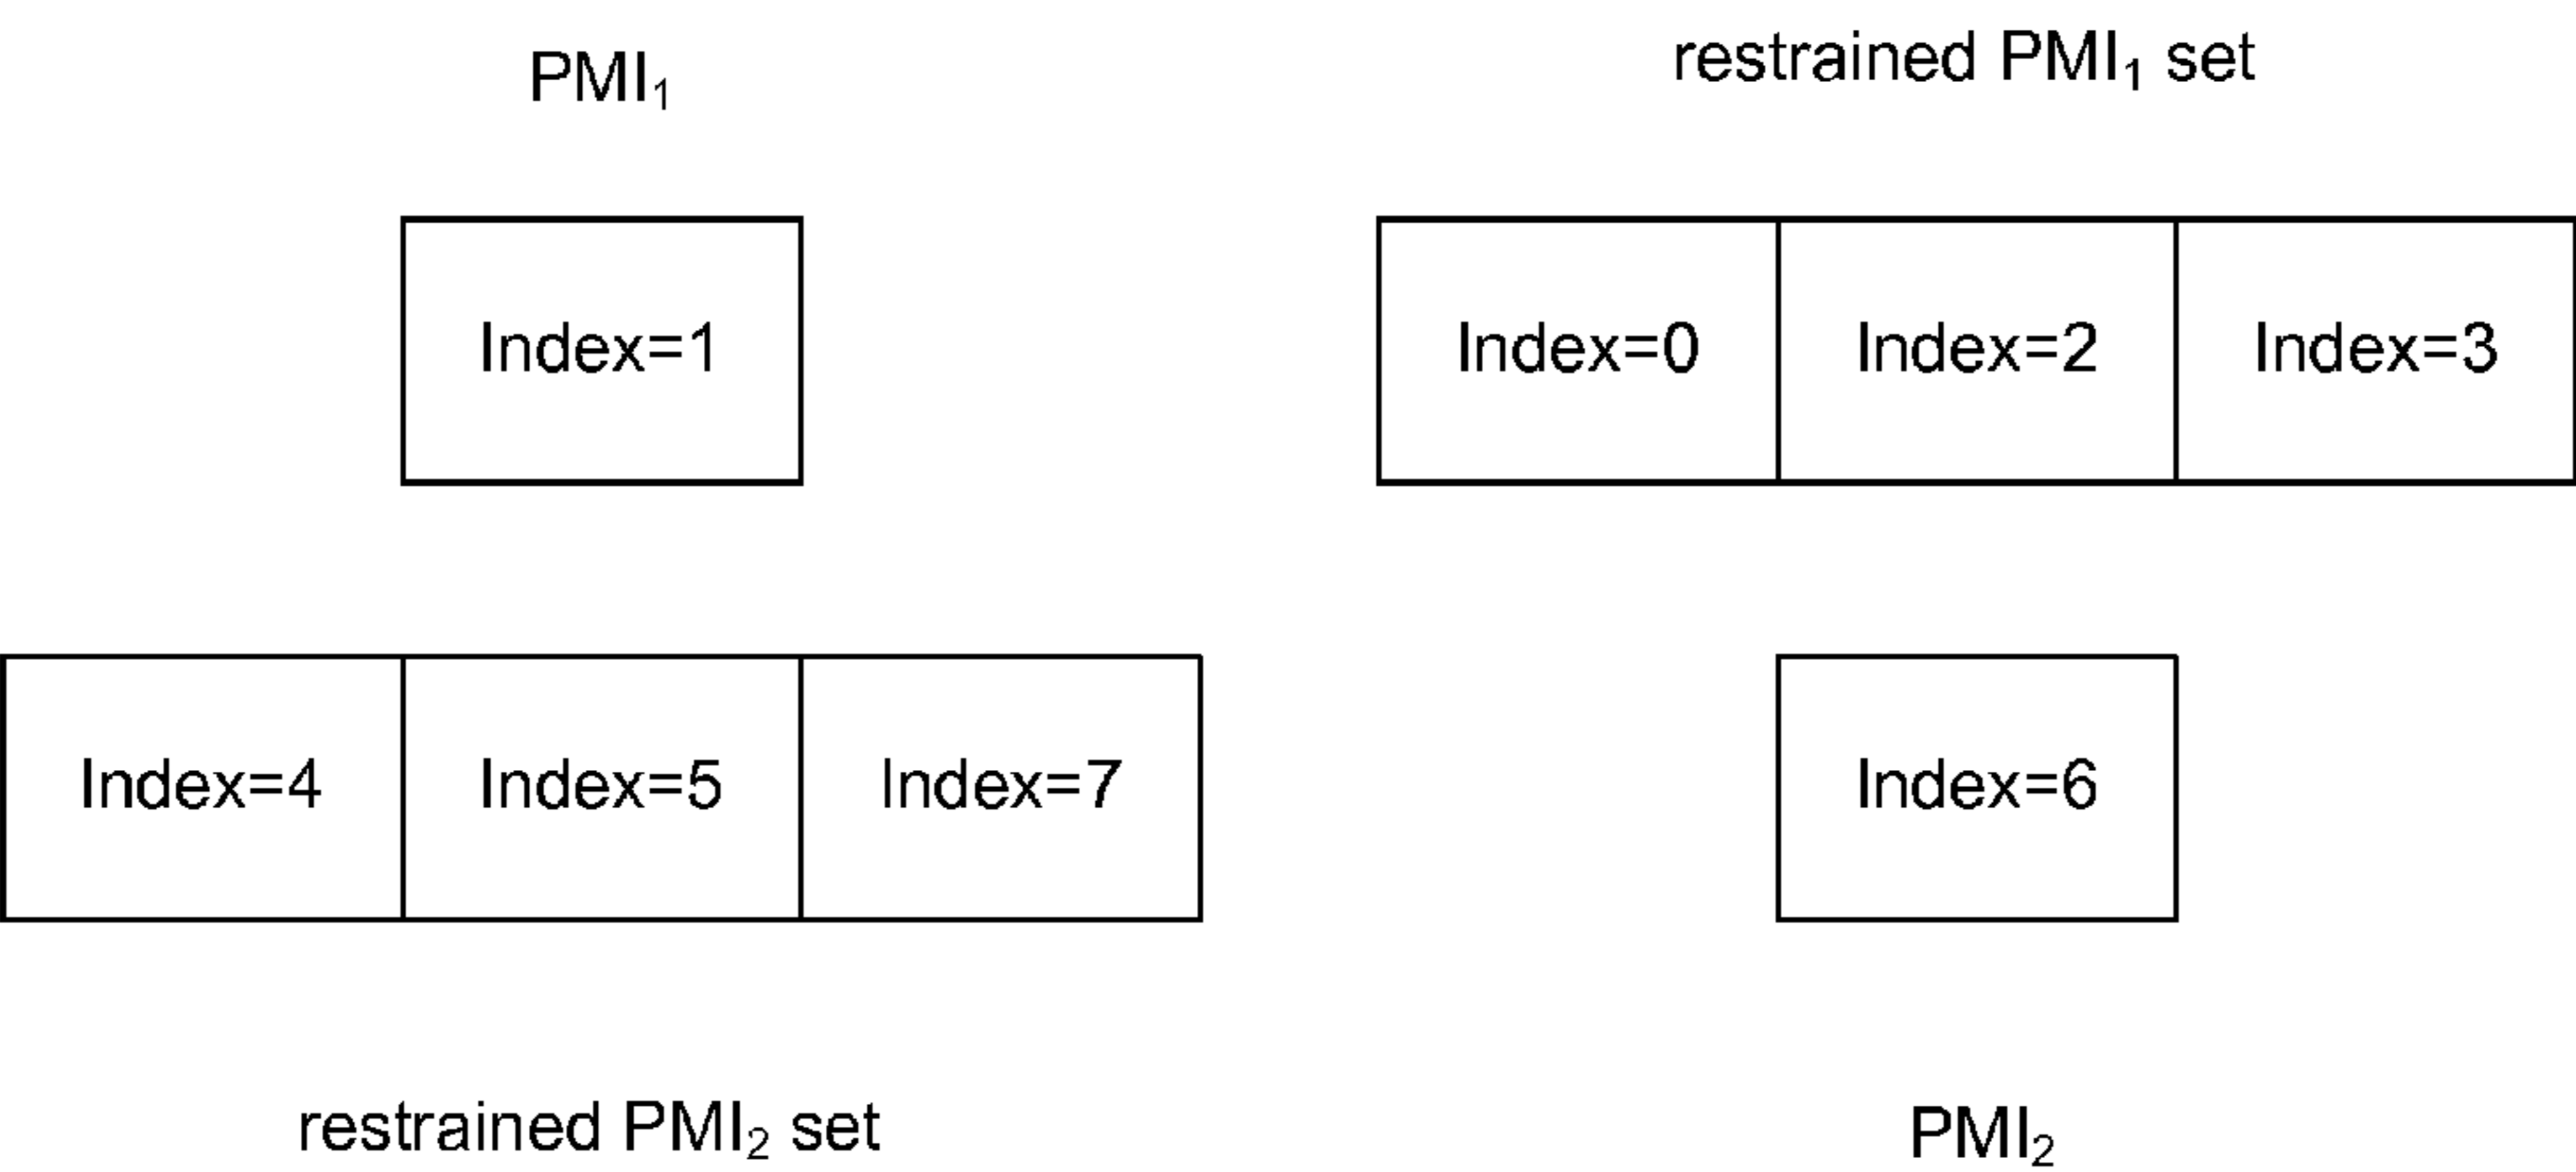 PMI₁
restrained PMI₁ set
Index=1
Index=0 Index=2 Index=3
Index=4 Index=5 Index=7
Index=6
restrained PMI₂ set
PMI₂